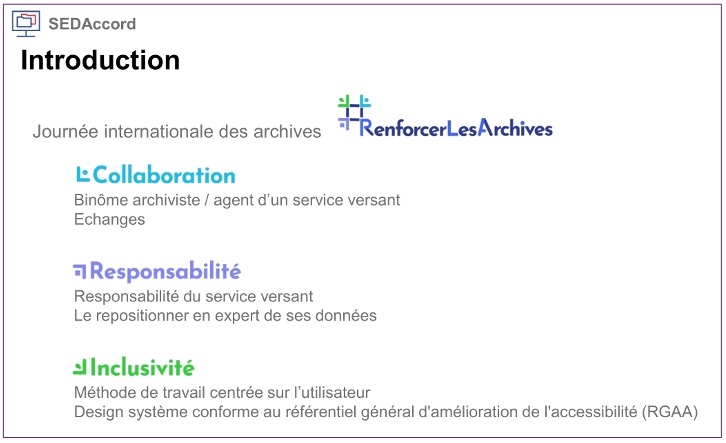 SEDAccord
Introduction
Journée internationale des archives #RenforcerLesArchives
Collaboration
Binôme archiviste / agent d'un service versant
Echanges
Responsabilité
Responsabilité du service versant
Le repositionner en expert de ses données
Inclusivité
Méthode de travail centrée sur l'utilisateur
Design système conforme au référentiel général d'amélioration de l'accessibilité (RGAA)